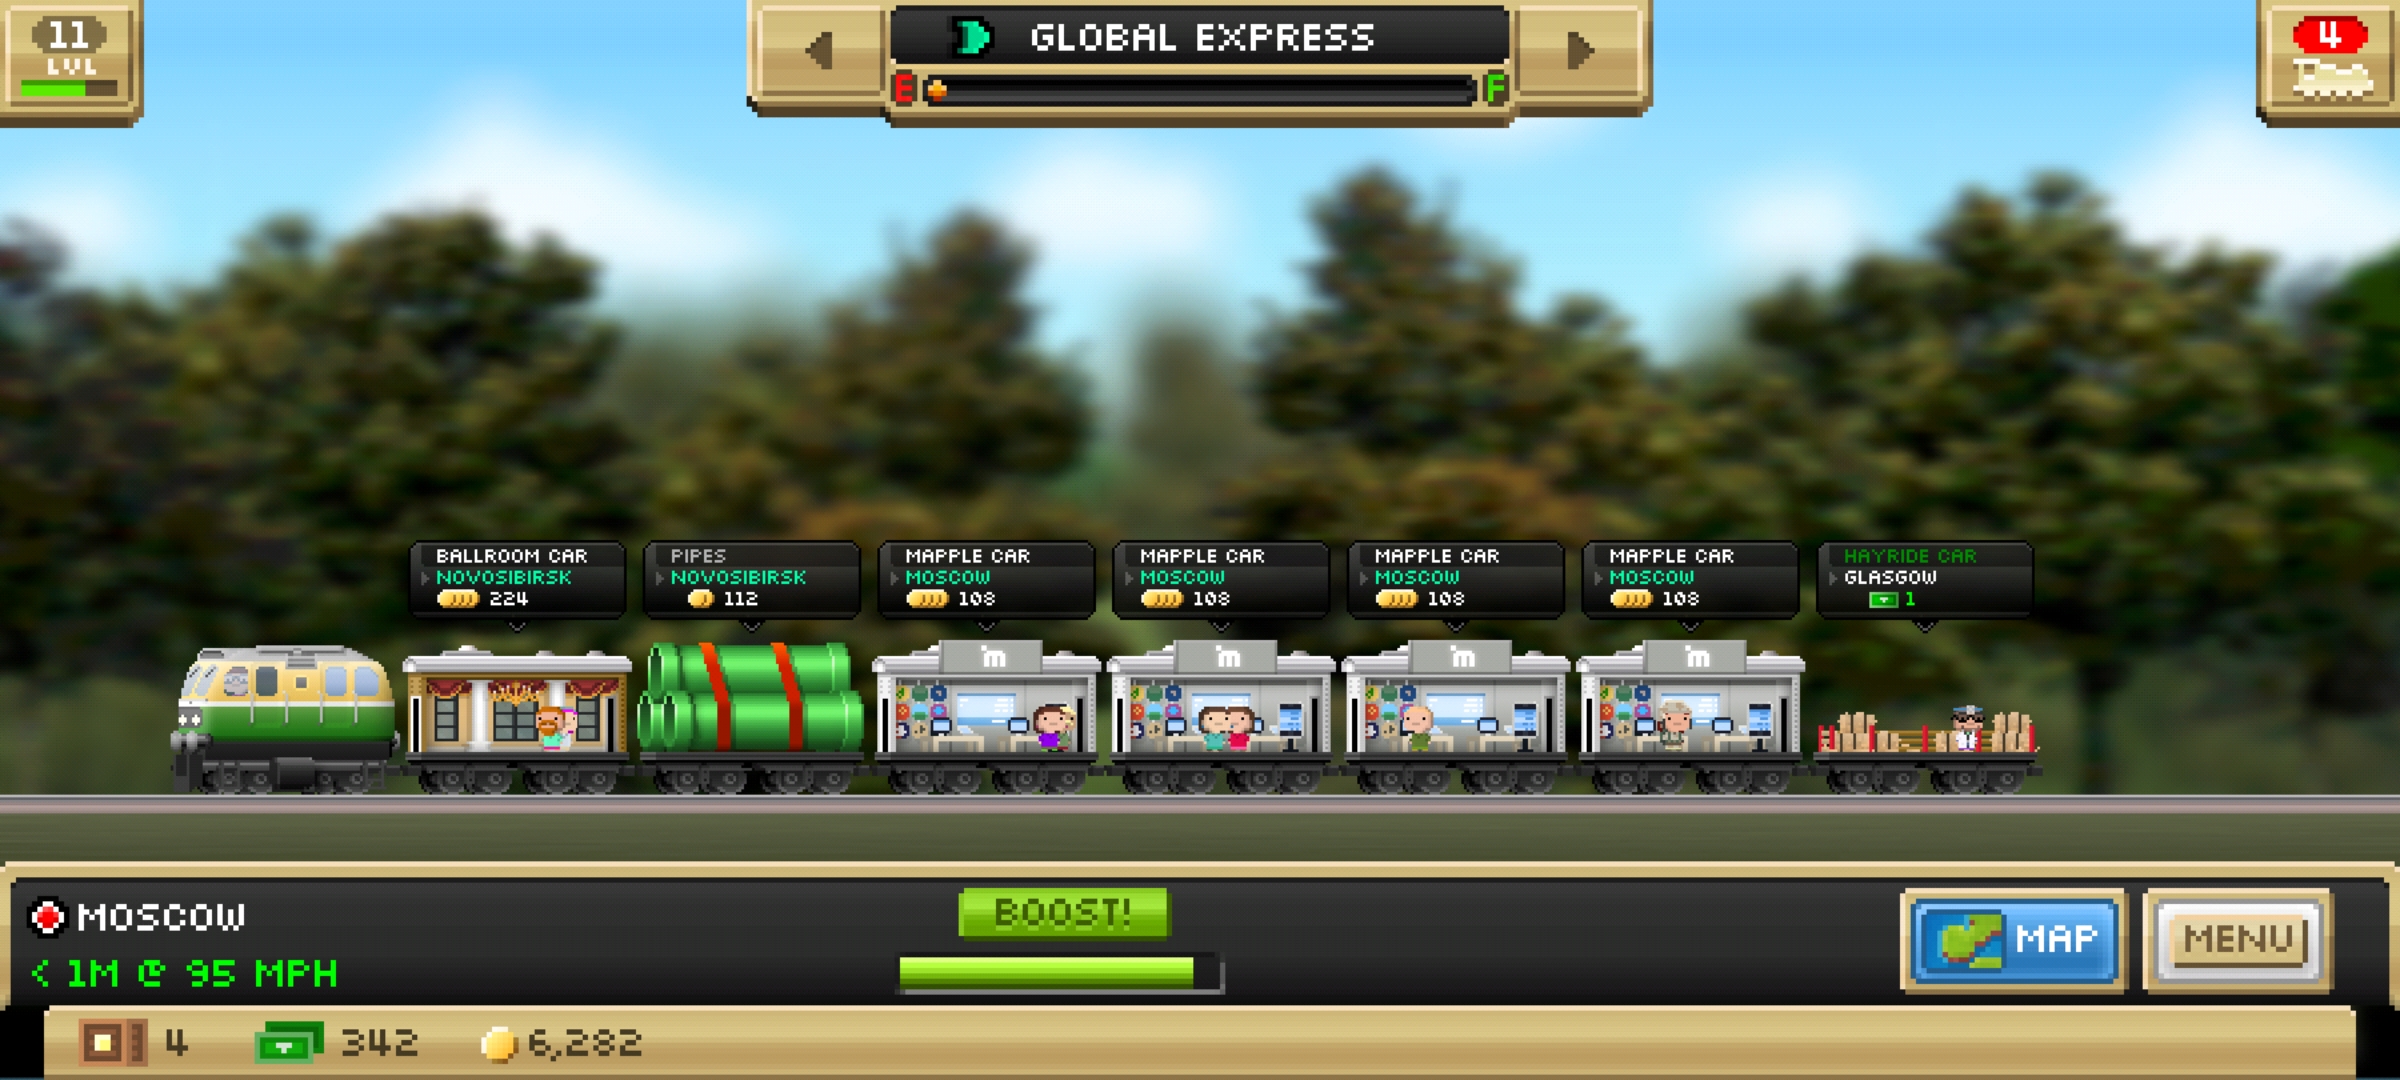 11
LVL
GLOBAL EXPRESS
E F
4
BALLROOM CAR
NOVOSIBIRSK
224
PIPES
NOVOSIBIRSK
112
MAPPLE CAR
MOSCOW
108
MAPPLE CAR
MOSCOW
108
MAPPLE CAR
MOSCOW
108
MAPPLE CAR
MOSCOW
108
HAYRIDE CAR
GLASGOW
1
m
m
m
m
MOSCOW
< 1M @ 95 MPH
BOOST!
MAP
MENU
4
342
6,282